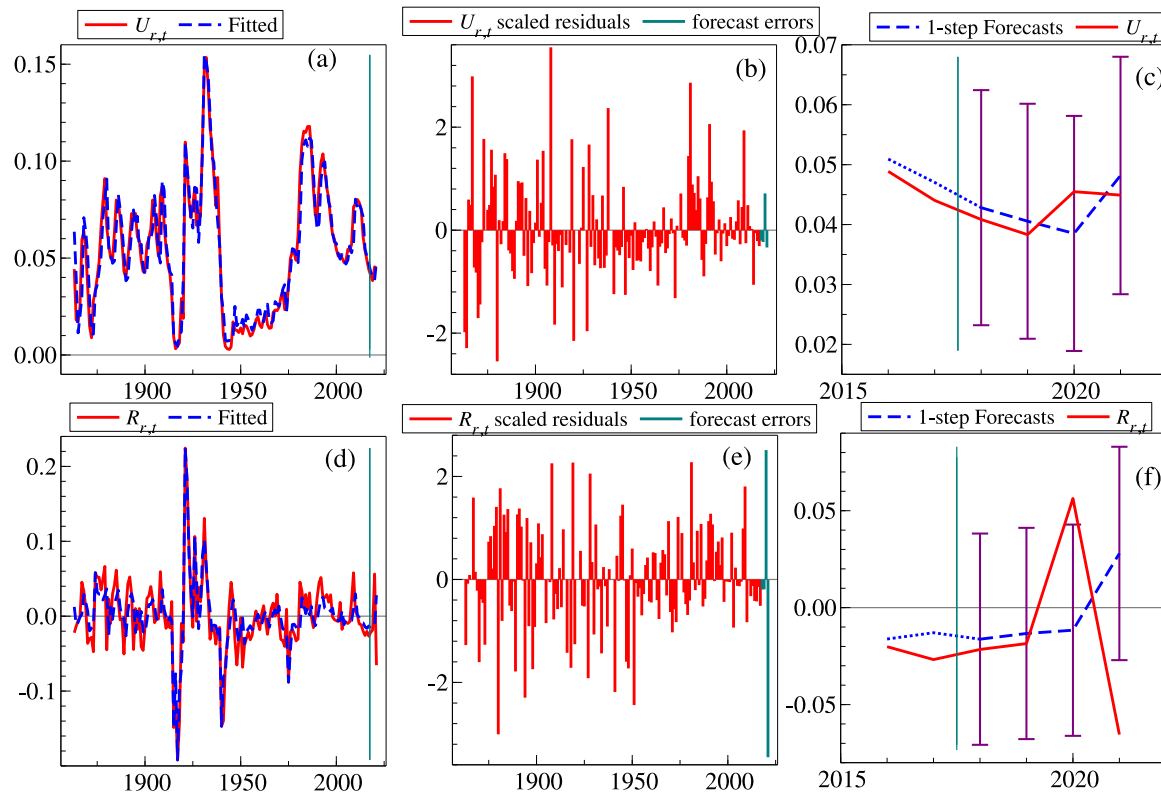 U_{r,t} Fitted
(a)
0.15
0.10
0.05
0.00
1900 1950 2000
U_{r,t} scaled residuals forecast errors
(b)
2
0
-2
1900 1950 2000
1-step Forecasts U_{r,t}
(c)
0.07
0.06
0.05
0.04
0.03
0.02
2015 2020
R_{r,t} Fitted
(d)
0.2
0.1
0.0
-0.1
1900 1950 2000
R_{r,t} scaled residuals forecast errors
(e)
2
0
-2
1900 1950 2000
1-step Forecasts R_{r,t}
(f)
0.05
0.00
-0.05
2015 2020